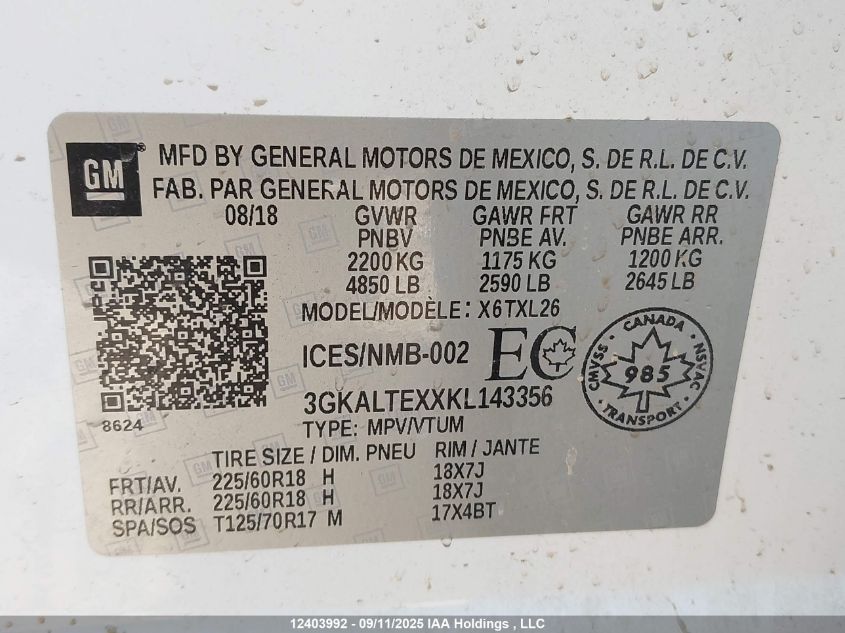 GM
MFD BY GENERAL MOTORS DE MEXICO, S. DE R.L. DE C.V.
FAB. PAR GENERAL MOTORS DE MEXICO, S. DE R.L. DE C.V.
08/18 GVWR GAWR FRT GAWR RR
PNBV PNBE AV. PNBE ARR.
2200 KG 1175 KG 1200 KG
4850 LB 2590 LB 2645 LB
MODEL/MODÈLE: X6TXL26
ICES/NMB-002 EC
CANADA
CMVSS 985 NSVAC
TRANSPORT
3GKALTEXXKL143356
8624
TYPE: MPV/VTUM
TIRE SIZE / DIM. PNEU RIM / JANTE
FRT/AV. 225/60R18 H 18X7J
RR/ARR. 225/60R18 H 18X7J
SPA/SOS T125/70R17 M 17X4BT
12403992 - 09/11/2025 IAA Holdings , LLC